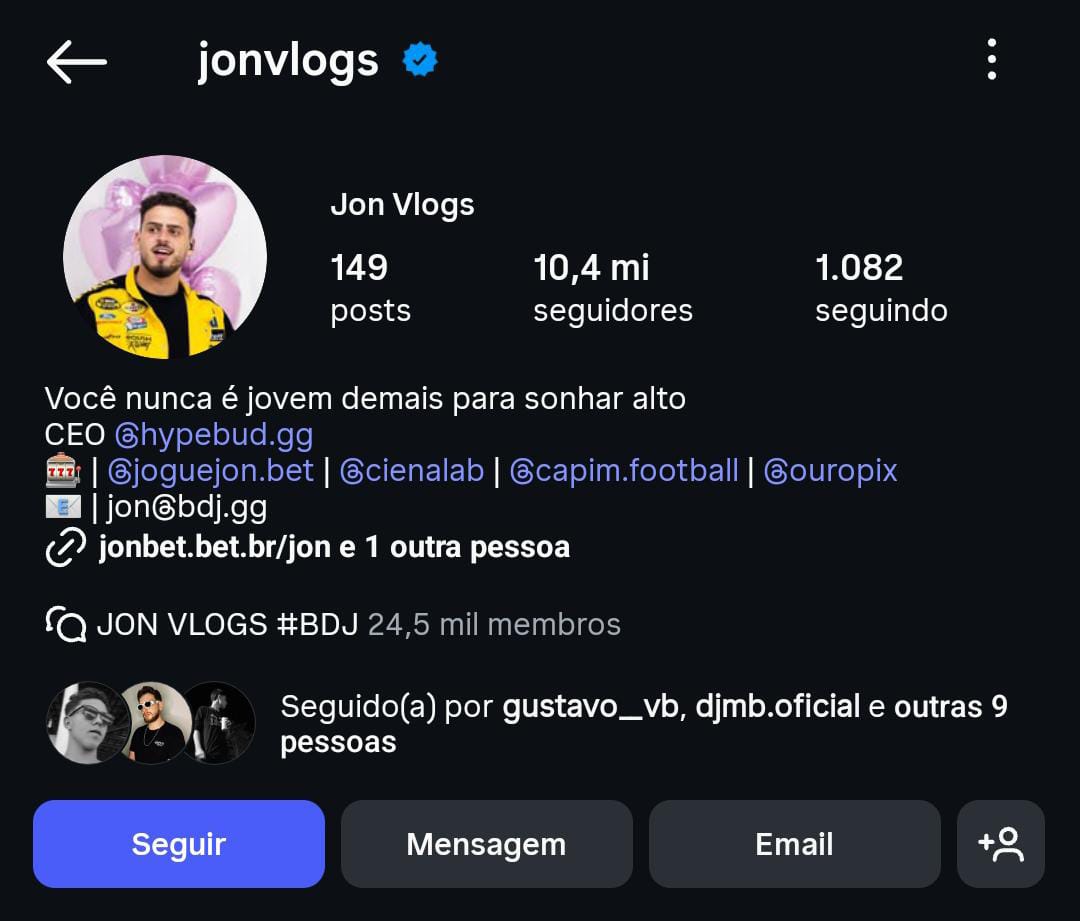 jonvlogs
Jon Vlogs
149 10,4 mi 1.082
posts seguidores seguindo
Você nunca é jovem demais para sonhar alto
CEO @hypebud.gg
🎰 | @joguejon.bet | @cienalab | @capim.football | @ouropix
📧 | jon@bdj.gg
jonbet.bet.br/jon e 1 outra pessoa
JON VLOGS #BDJ 24,5 mil membros
Seguido(a) por gustavo__vb, djmb.oficial e outras 9
pessoas
Seguir Mensagem Email